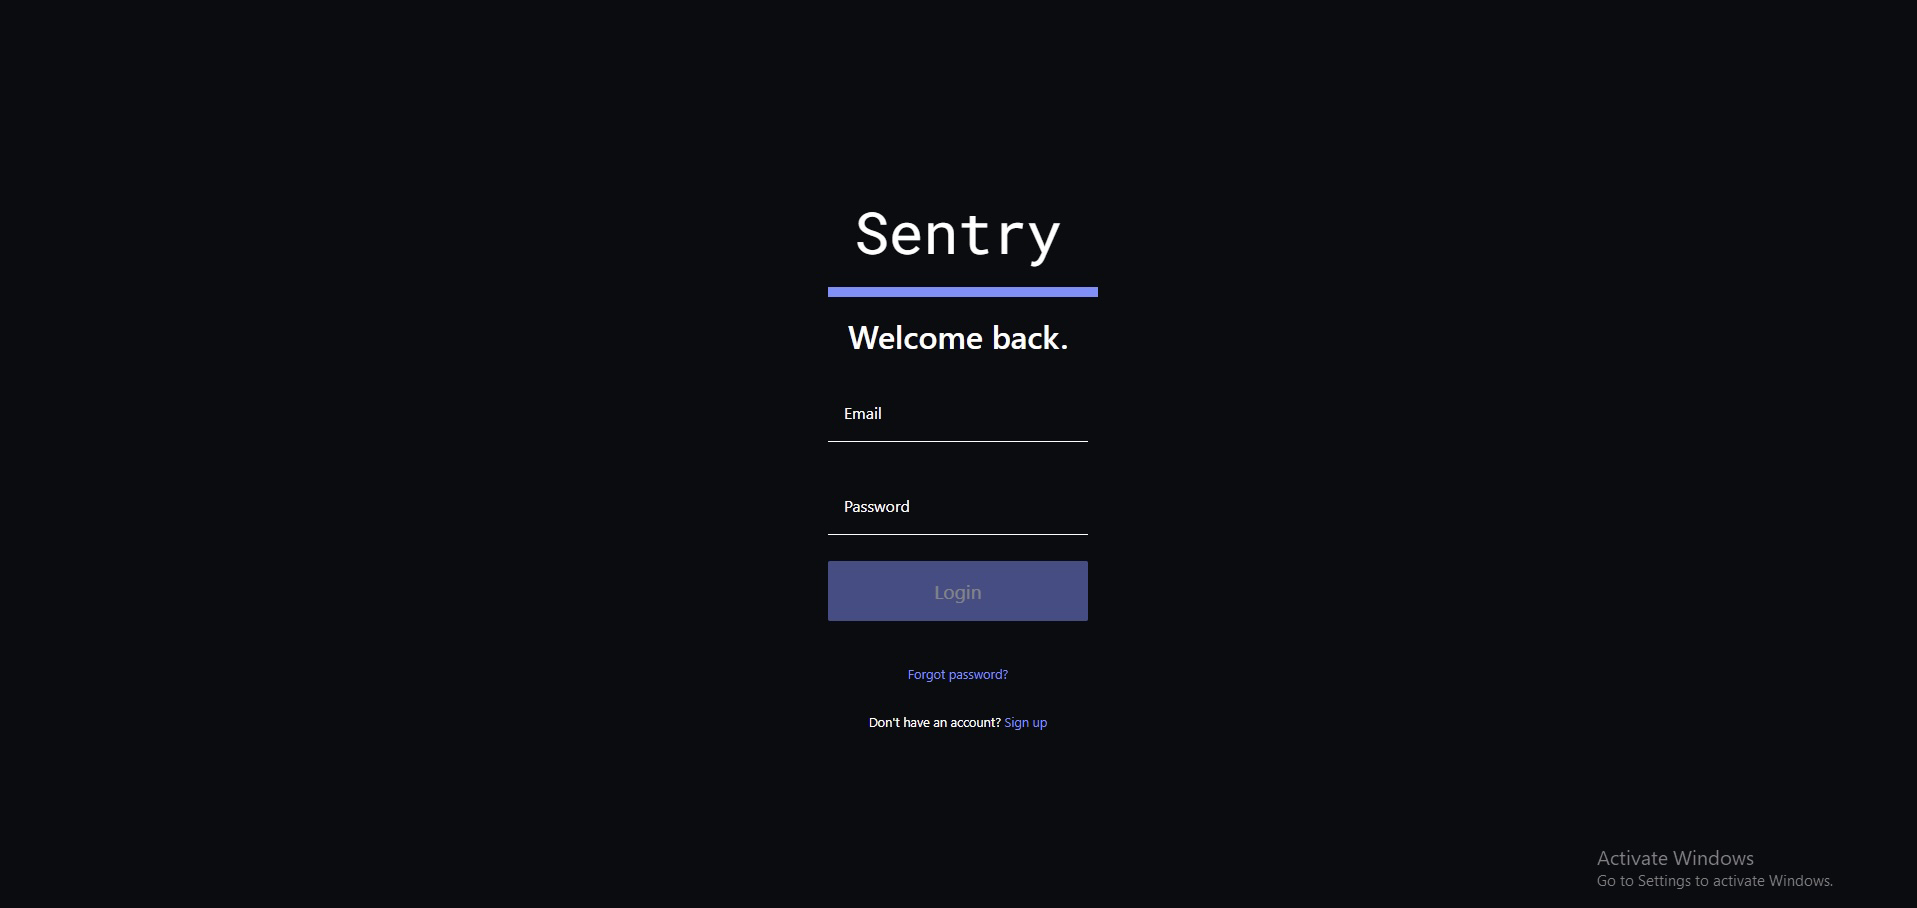 Sentry
Welcome back.
Email
Password
Login
Forgot password?
Don't have an account? Sign up
Activate Windows
Go to Settings to activate Windows.